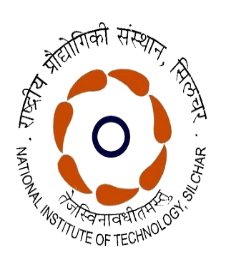 राष्ट्रीय प्रौद्योगिकी संस्थान, सिलचर
तेजस्विनावधीतमस्तु
NATIONAL INSTITUTE OF TECHNOLOGY, SILCHAR